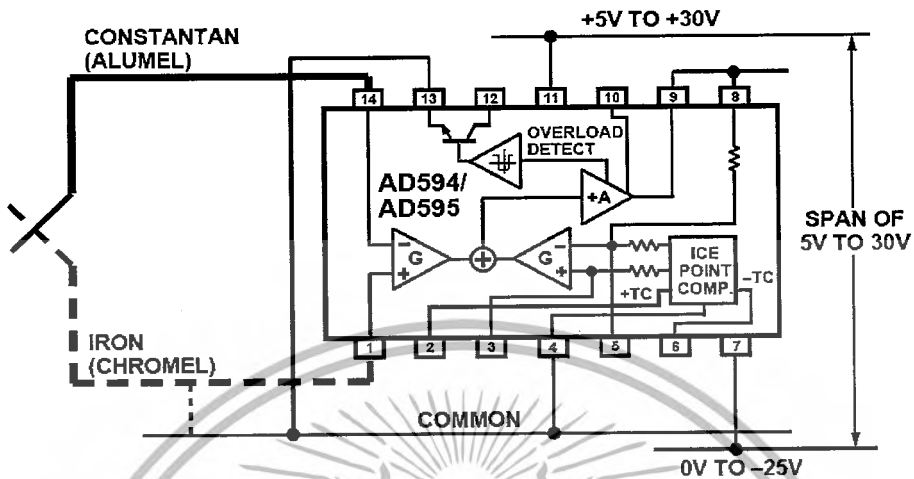 +5V TO +30V
CONSTANTAN
(ALUMEL)
14 13 12 11 10 9 8
OVERLOAD
DETECT
AD594/
AD595
+A
SPAN OF
5V TO 30V
– G +
+
G – +
ICE
POINT
COMP.
–TC
+TC
IRON
(CHROMEL)
1 2 3 4 5 6 7
COMMON
0V TO –25V